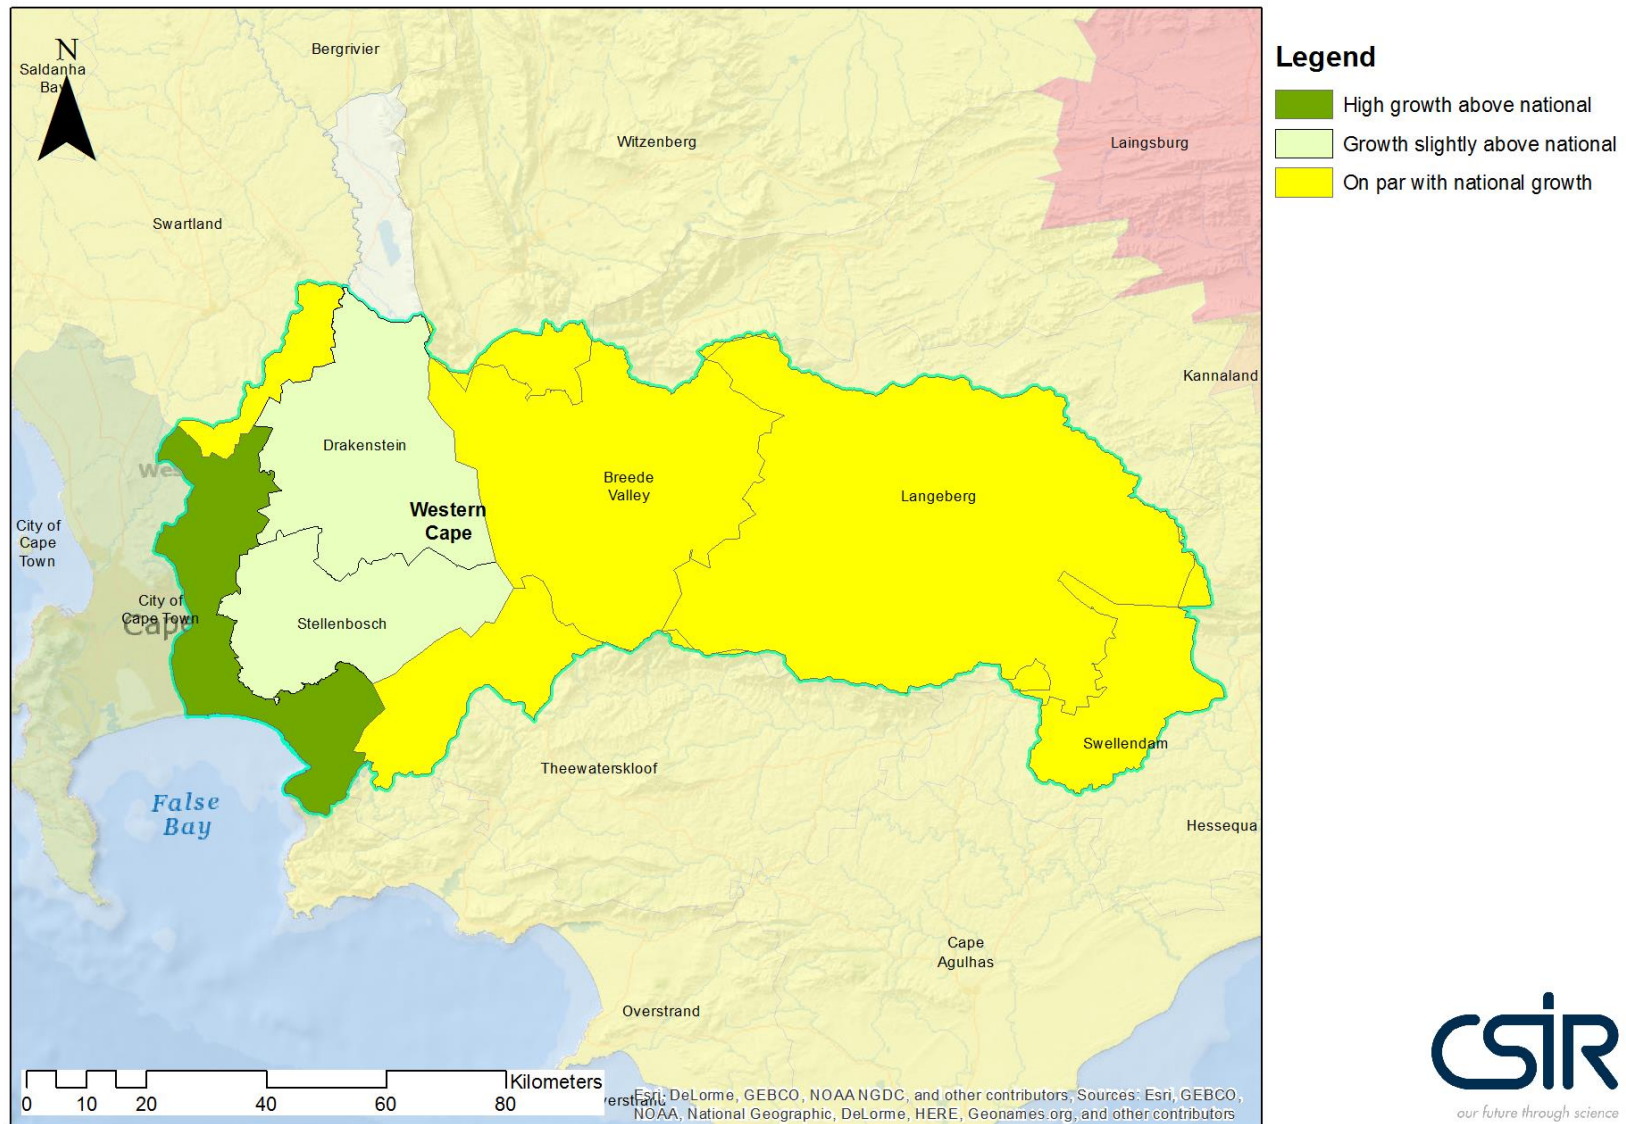 N
Saldanha
Bay
Bergrivier
Witzenberg
Laingsburg
Swartland
Kannaland
Drakenstein
Wes
Breede
Valley
Langeberg
Western
Cape
City of
Cape
Town
City of
Cape Town
Cape
Stellenbosch
Swellendam
Theewaterskloof
False
Bay
Hessequa
Cape
Agulhas
Overstrand
Kilometers
0 10 20 40 60 80
verstrand
Esri, DeLorme, GEBCO, NOAA NGDC, and other contributors, Sources: Esri, GEBCO,
NOAA, National Geographic, DeLorme, HERE, Geonames.org, and other contributors
Legend
High growth above national
Growth slightly above national
On par with national growth
CSIR
our future through science